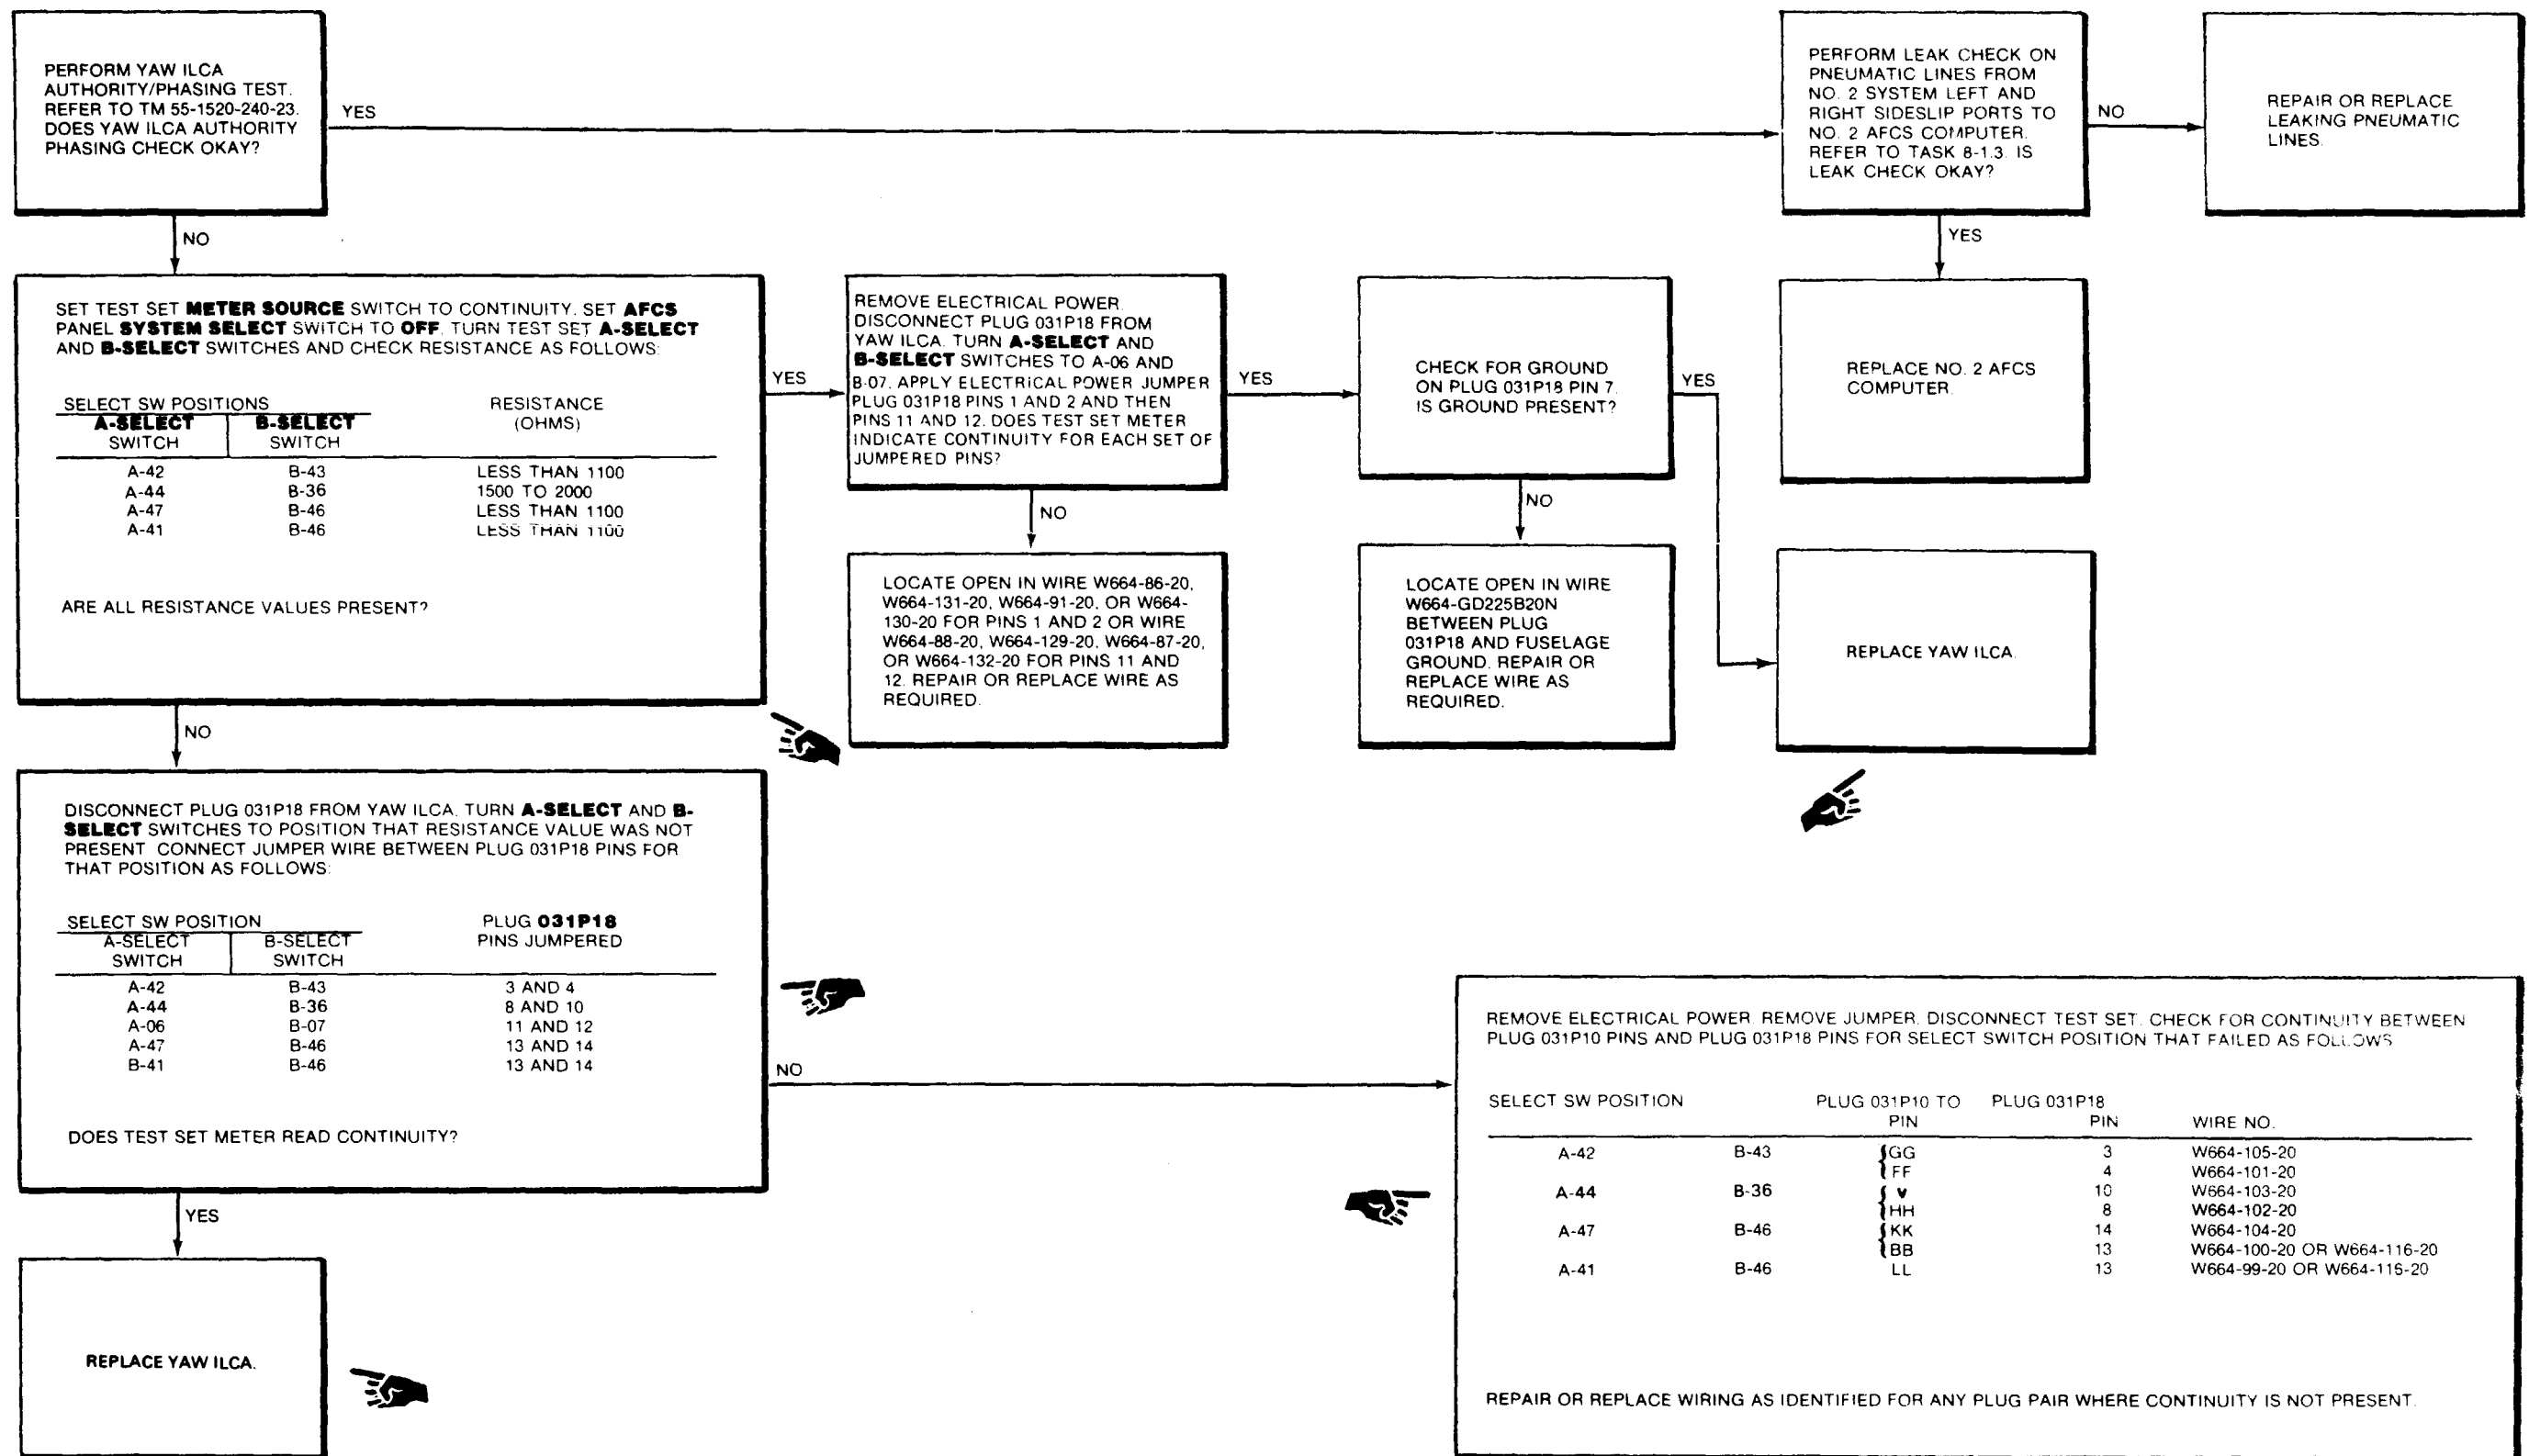 PERFORM YAW ILCA
AUTHORITY/PHASING TEST.
REFER TO TM 55-1520-240-23.
DOES YAW ILCA AUTHORITY
PHASING CHECK OKAY?
YES
PERFORM LEAK CHECK ON
PNEUMATIC LINES FROM
NO. 2 SYSTEM LEFT AND
RIGHT SIDESLIP PORTS TO
NO. 2 AFCS COMPUTER.
REFER TO TASK 8-1.3. IS
LEAK CHECK OKAY?
NO
REPAIR OR REPLACE
LEAKING PNEUMATIC
LINES.
NO
YES
SET TEST SET METER SOURCE SWITCH TO CONTINUITY. SET AFCS
PANEL SYSTEM SELECT SWITCH TO OFF. TURN TEST SET A-SELECT
AND B-SELECT SWITCHES AND CHECK RESISTANCE AS FOLLOWS:
SELECT SW POSITIONS RESISTANCE
A-SELECT B-SELECT (OHMS)
SWITCH SWITCH
A-42 B-43 LESS THAN 1100
A-44 B-36 1500 TO 2000
A-47 B-46 LESS THAN 1100
A-41 B-46 LESS THAN 1100
ARE ALL RESISTANCE VALUES PRESENT?
YES
REMOVE ELECTRICAL POWER.
DISCONNECT PLUG 031P18 FROM
YAW ILCA. TURN A-SELECT AND
B-SELECT SWITCHES TO A-06 AND
B-07. APPLY ELECTRICAL POWER JUMPER
PLUG 031P18 PINS 1 AND 2 AND THEN
PINS 11 AND 12. DOES TEST SET METER
INDICATE CONTINUITY FOR EACH SET OF
JUMPERED PINS?
YES
CHECK FOR GROUND
ON PLUG 031P18 PIN 7.
IS GROUND PRESENT?
YES
REPLACE NO. 2 AFCS
COMPUTER.
NO
NO
LOCATE OPEN IN WIRE W664-86-20,
W664-131-20, W664-91-20, OR W664-
130-20 FOR PINS 1 AND 2 OR WIRE
W664-88-20, W664-129-20, W664-87-20,
OR W664-132-20 FOR PINS 11 AND
12. REPAIR OR REPLACE WIRE AS
REQUIRED.
LOCATE OPEN IN WIRE
W664-GD225B20N
BETWEEN PLUG
031P18 AND FUSELAGE
GROUND. REPAIR OR
REPLACE WIRE AS
REQUIRED.
REPLACE YAW ILCA.
NO
DISCONNECT PLUG 031P18 FROM YAW ILCA. TURN A-SELECT AND B-
SELECT SWITCHES TO POSITION THAT RESISTANCE VALUE WAS NOT
PRESENT CONNECT JUMPER WIRE BETWEEN PLUG 031P18 PINS FOR
THAT POSITION AS FOLLOWS:
SELECT SW POSITION PLUG 031P18
A-SELECT B-SELECT PINS JUMPERED
SWITCH SWITCH
A-42 B-43 3 AND 4
A-44 B-36 8 AND 10
A-06 B-07 11 AND 12
A-47 B-46 13 AND 14
B-41 B-46 13 AND 14
DOES TEST SET METER READ CONTINUITY?
NO
YES
REMOVE ELECTRICAL POWER. REMOVE JUMPER. DISCONNECT TEST SET. CHECK FOR CONTINUITY BETWEEN
PLUG 031P10 PINS AND PLUG 031P18 PINS FOR SELECT SWITCH POSITION THAT FAILED AS FOLLOWS
SELECT SW POSITION PLUG 031P10 TO PLUG 031P18
PIN PIN WIRE NO.
A-42 B-43 {GG 3 W664-105-20
{FF 4 W664-101-20
A-44 B-36 {V 10 W664-103-20
{HH 8 W664-102-20
A-47 B-46 {KK 14 W664-104-20
{BB 13 W664-100-20 OR W664-116-20
A-41 B-46 LL 13 W664-99-20 OR W664-116-20
REPAIR OR REPLACE WIRING AS IDENTIFIED FOR ANY PLUG PAIR WHERE CONTINUITY IS NOT PRESENT.
REPLACE YAW ILCA.